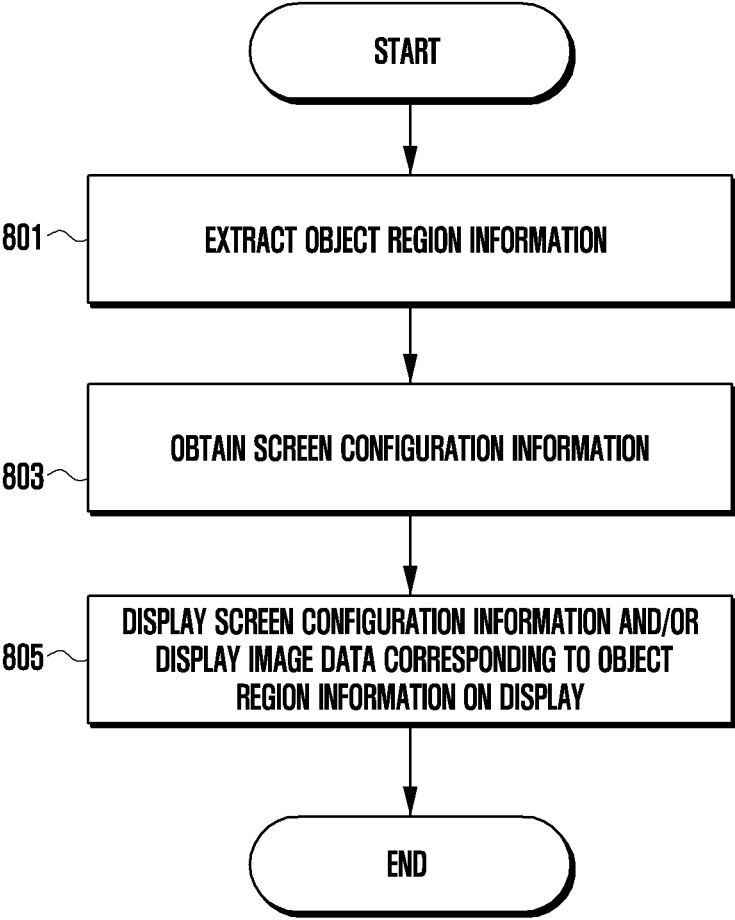 START
801
EXTRACT OBJECT REGION INFORMATION
803
OBTAIN SCREEN CONFIGURATION INFORMATION
805
DISPLAY SCREEN CONFIGURATION INFORMATION AND/OR
DISPLAY IMAGE DATA CORRESPONDING TO OBJECT
REGION INFORMATION ON DISPLAY
END